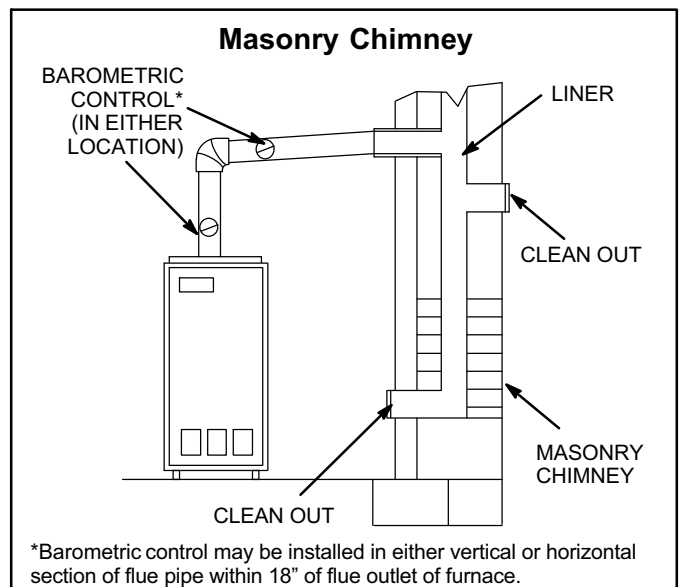 Masonry Chimney
BAROMETRIC
CONTROL*
(IN EITHER
LOCATION)
LINER
CLEAN OUT
MASONRY
CHIMNEY
CLEAN OUT
*Barometric control may be installed in either vertical or horizontal
section of flue pipe within 18” of flue outlet of furnace.